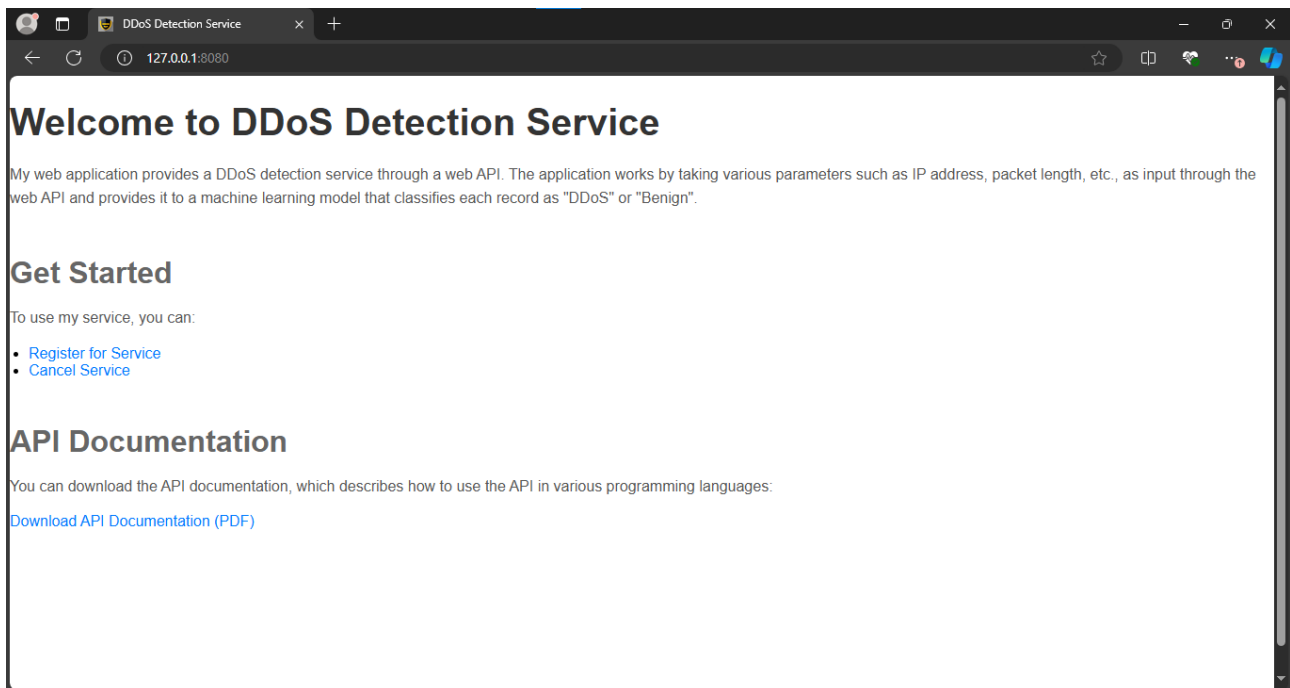 DDoS Detection Service
127.0.0.1:8080
Welcome to DDoS Detection Service
My web application provides a DDoS detection service through a web API. The application works by taking various parameters such as IP address, packet length, etc., as input through the
web API and provides it to a machine learning model that classifies each record as "DDoS" or "Benign".
Get Started
To use my service, you can:
Register for Service
Cancel Service
API Documentation
You can download the API documentation, which describes how to use the API in various programming languages:
Download API Documentation (PDF)